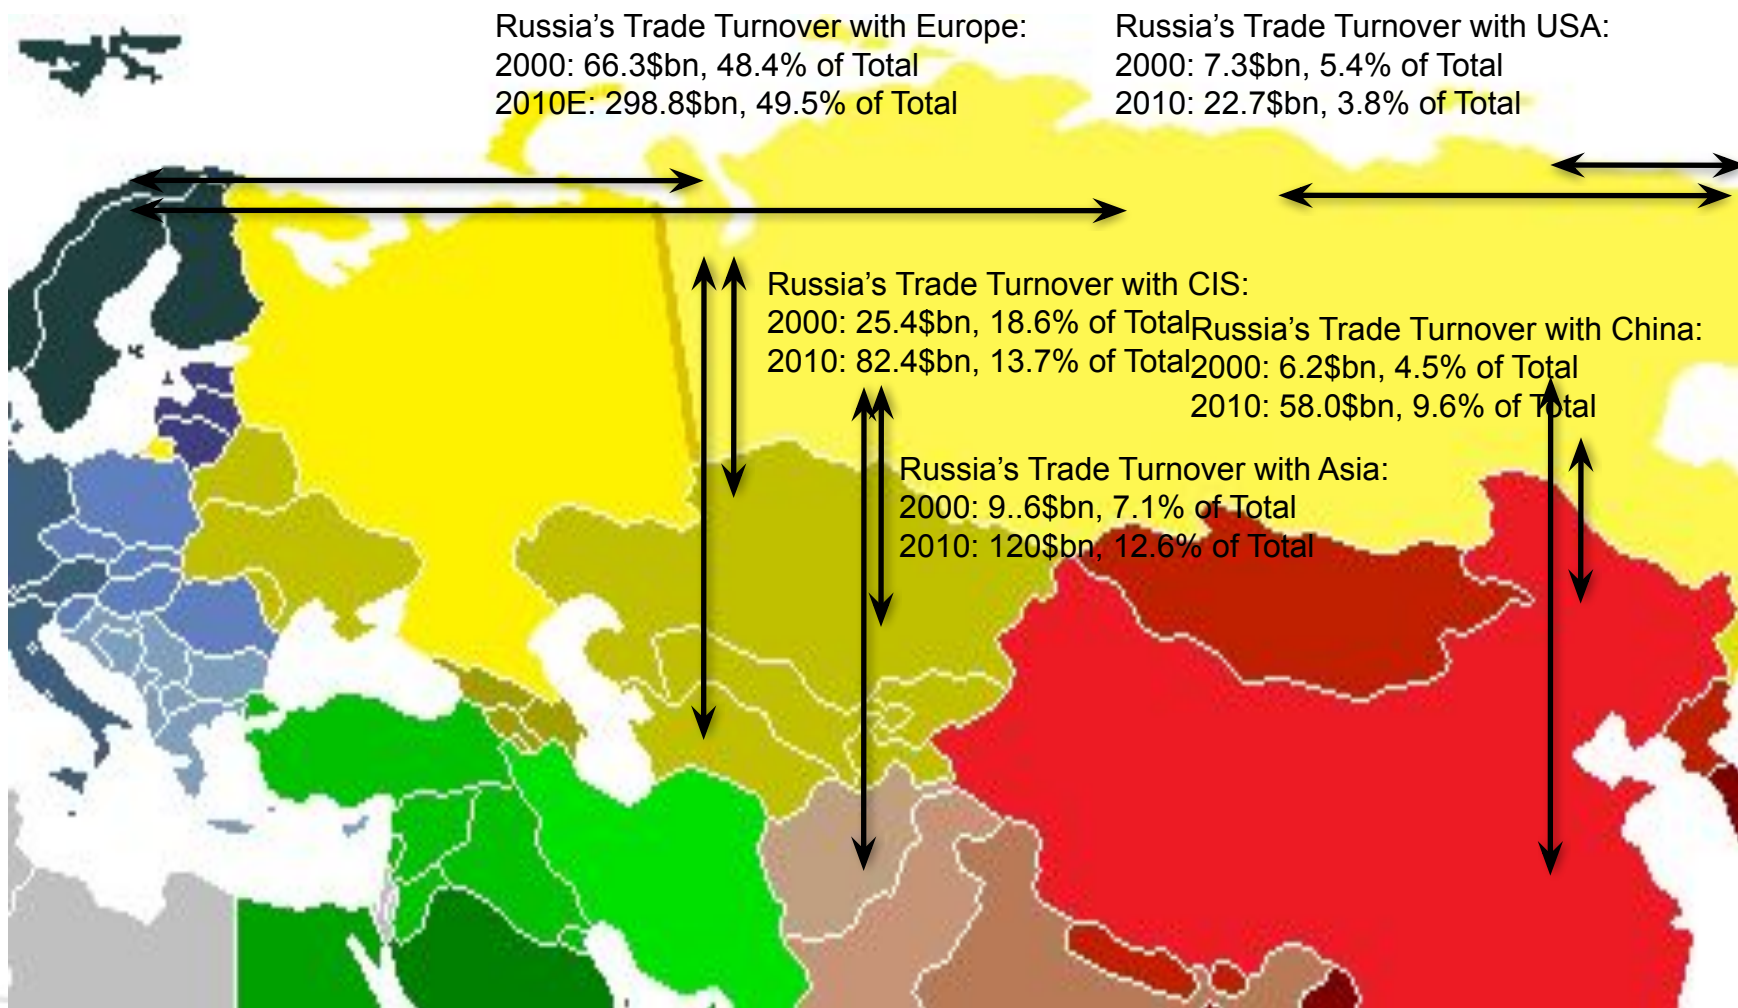 Russia’s Trade Turnover with Europe:
2000: 66.3$bn, 48.4% of Total
2010E: 298.8$bn, 49.5% of Total
Russia’s Trade Turnover with USA:
2000: 7.3$bn, 5.4% of Total
2010: 22.7$bn, 3.8% of Total
Russia’s Trade Turnover with CIS:
2000: 25.4$bn, 18.6% of Total
2010: 82.4$bn, 13.7% of Total
Russia’s Trade Turnover with China:
2000: 6.2$bn, 4.5% of Total
2010: 58.0$bn, 9.6% of Total
Russia’s Trade Turnover with Asia:
2000: 9..6$bn, 7.1% of Total
2010: 120$bn, 12.6% of Total